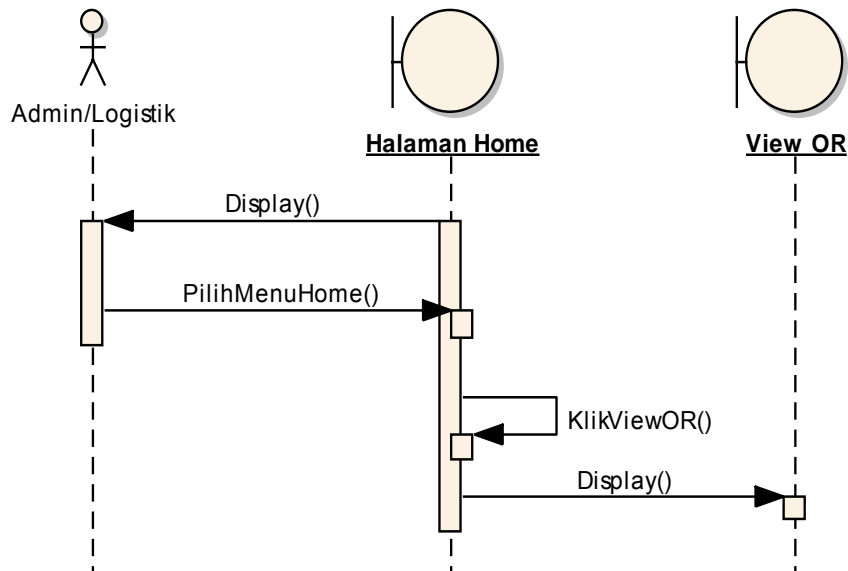 Admin/Logistik
Halaman Home
View OR
Display()
PilihMenuHome()
KlikViewOR()
Display()